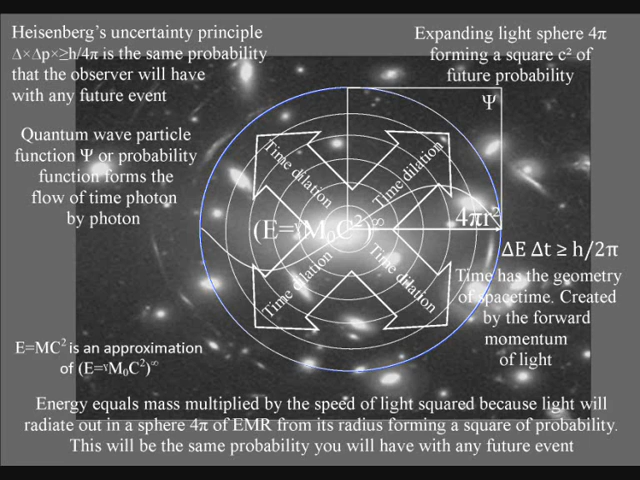 Heisenberg's uncertainty principle
Δ×Δp×≥h/4π is the same probability
that the observer will have
with any future event
Expanding light sphere 4π
forming a square c² of
future probability
Ψ
Quantum wave particle
function Ψ or probability
function forms the
flow of time photon
by photon
Time dilation
Time dilation
4πr²
(E=ᵞM₀C²)∞
Time dilation
Time dilation
ΔE Δt ≥ h/2π
Time has the geometry
of spacetime. Created
by the forward
momentum
of light
E=MC² is an approximation
of (E=ᵞM₀C²)∞
Energy equals mass multiplied by the speed of light squared because light will
radiate out in a sphere 4π of EMR from its radius forming a square of probability.
This will be the same probability you will have with any future event